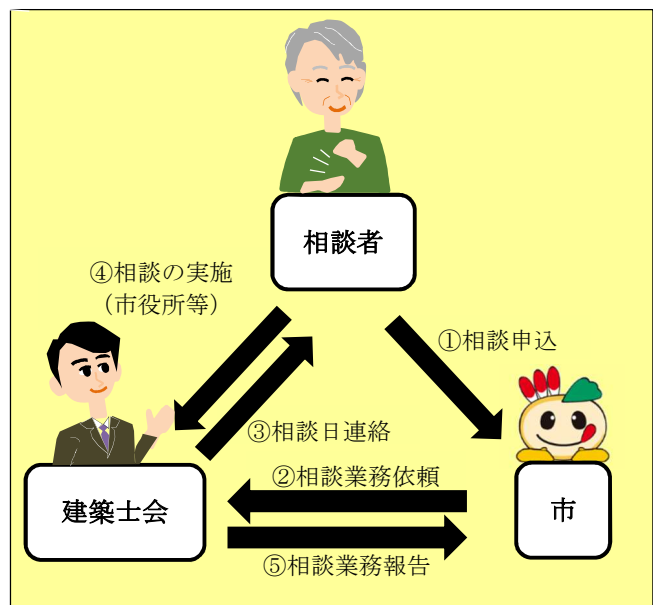 相談者
④相談の実施
（市役所等）
①相談申込
③相談日連絡
②相談業務依頼
建築士会
市
⑤相談業務報告